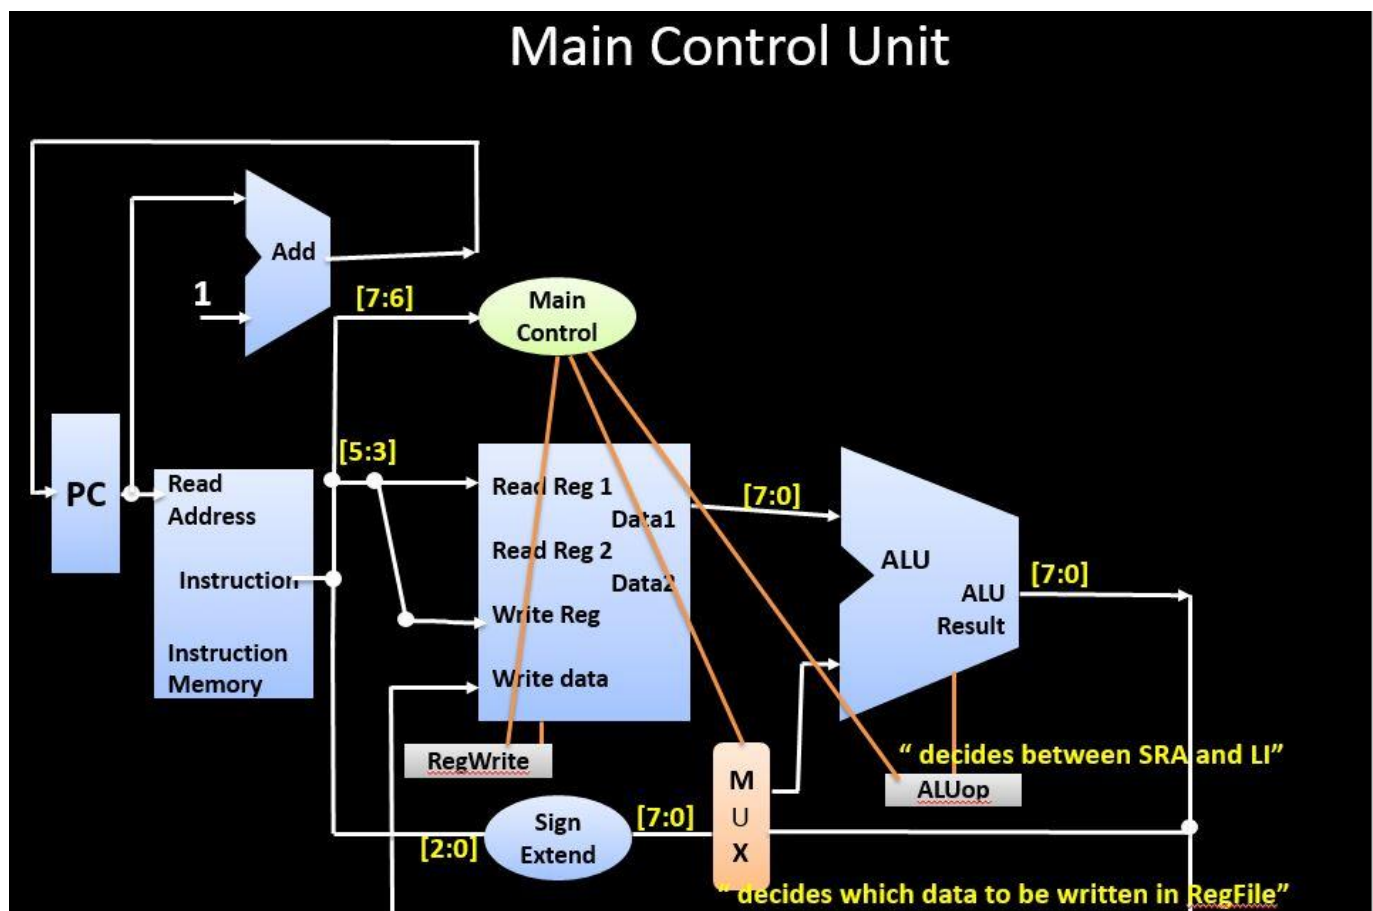 Main Control Unit
Add
1
[7:6]
Main
Control
[5:3]
PC
Read
Address
Instruction
Instruction
Memory
Read Reg 1
Data1
Read Reg 2
Data2
Write Reg
Write data
[7:0]
ALU
ALU
Result
[7:0]
RegWrite
“ decides between SRA and LI”
ALUop
M
U
X
Sign
Extend
[7:0]
[2:0]
“ decides which data to be written in RegFile”